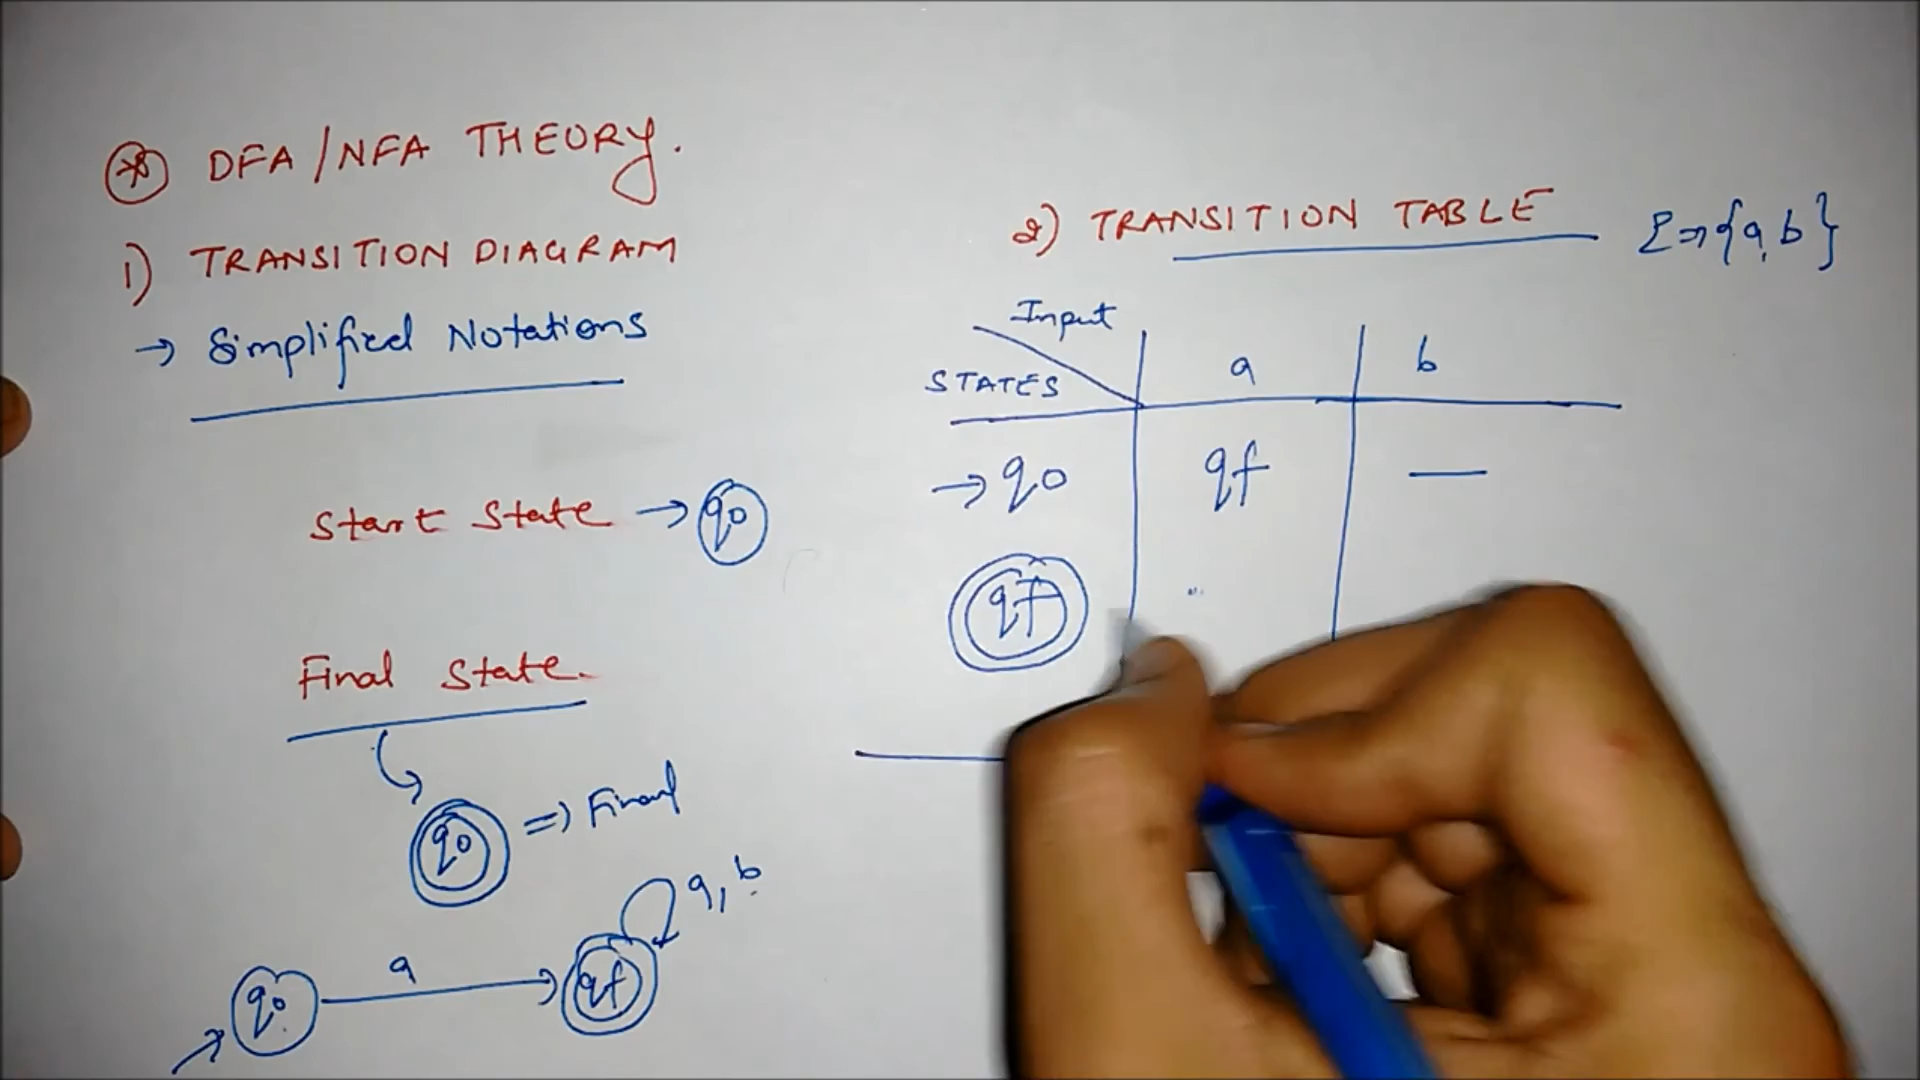 ⊛ DFA/NFA THEORY.
1) TRANSITION DIAGRAM
→ Simplified Notations
Start State → q0
Final State.
q0 => Final
a, b
→ q0 a → qf
2) TRANSITION TABLE Σ=>{a, b}
Input
STATES a b
→ q0 qf —
qf